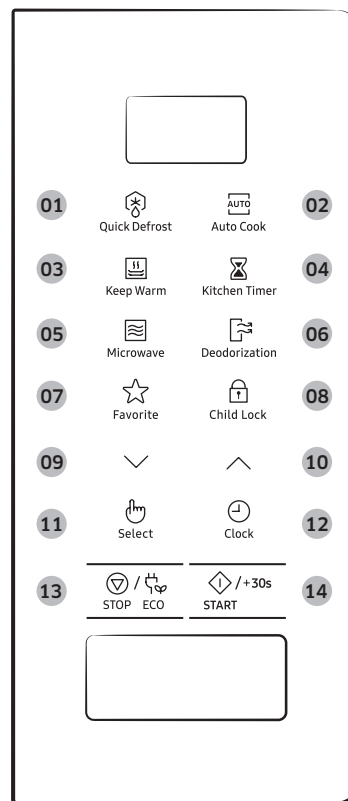 01 AUTO 02
Quick Defrost Auto Cook
03 04
Keep Warm Kitchen Timer
05 06
Microwave Deodorization
07 08
Favorite Child Lock
09 10
11 12
Select Clock
13 / /+30s 14
STOP ECO START